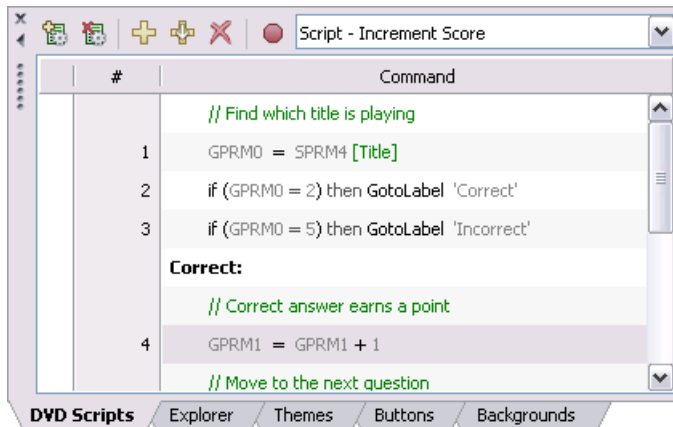 Script - Increment Score
# Command
// Find which title is playing
1 GPRM0 = SPRM4 [Title]
2 if (GPRM0 = 2) then GotoLabel 'Correct'
3 if (GPRM0 = 5) then GotoLabel 'Incorrect'
Correct:
// Correct answer earns a point
4 GPRM1 = GPRM1 + 1
// Move to the next question
DVD Scripts Explorer Themes Buttons Backgrounds